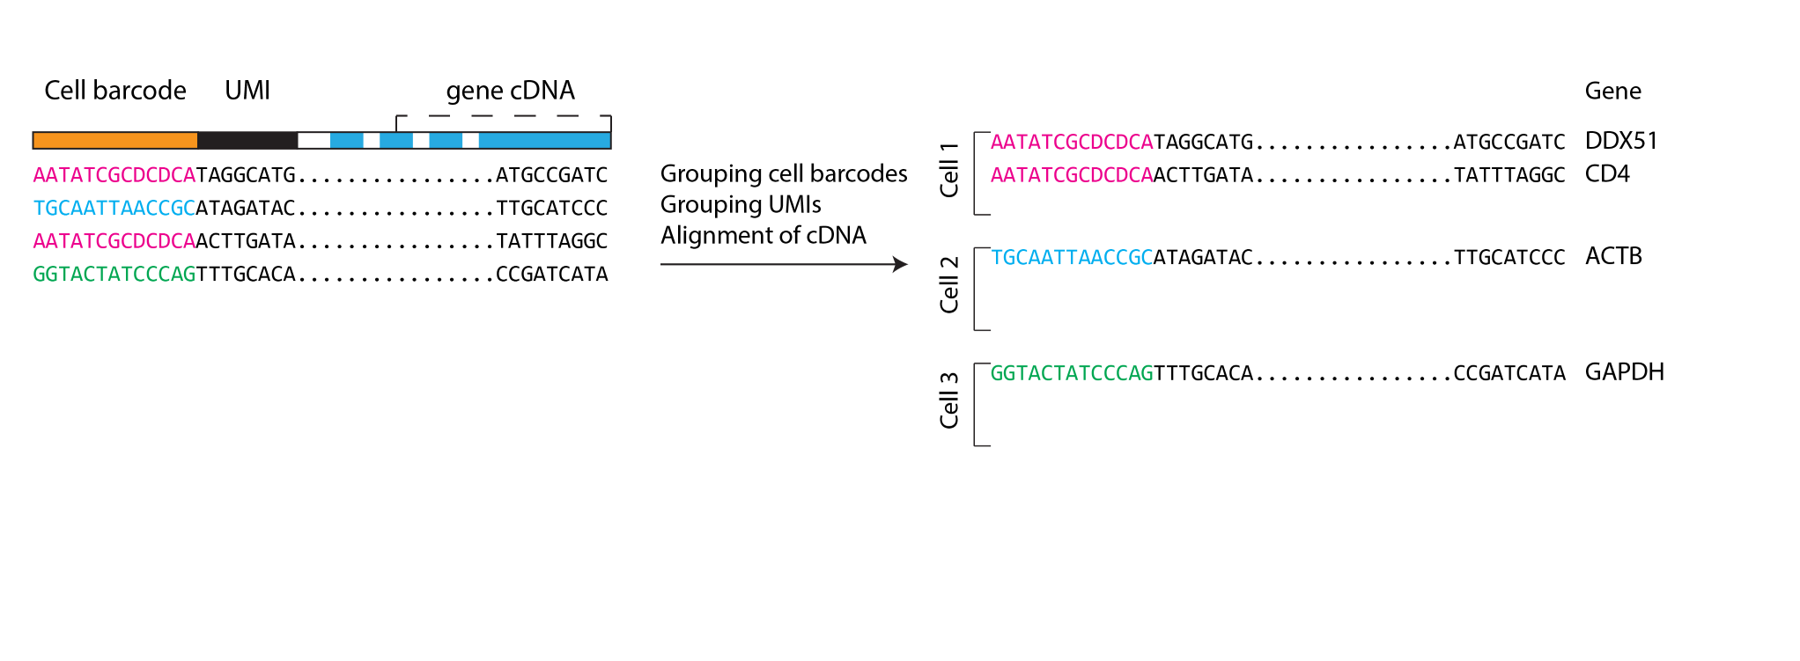 Cell barcode UMI gene cDNA
AATATCGCDCDCATAGGCATG................ATGCCGATC
TGCAATTAACCGCATAGATAC................TTGCATCCC
AATATCGCDCDCAACTTGATA................TATTTAGGC
GGTACTATCCCAGTTTGCACA................CCGATCATA
Grouping cell barcodes
Grouping UMIs
Alignment of cDNA
Gene
Cell 1
AATATCGCDCDCATAGGCATG................ATGCCGATC DDX51
AATATCGCDCDCAACTTGATA................TATTTAGGC CD4
Cell 2
TGCAATTAACCGCATAGATAC................TTGCATCCC ACTB
Cell 3
GGTACTATCCCAGTTTGCACA................CCGATCATA GAPDH